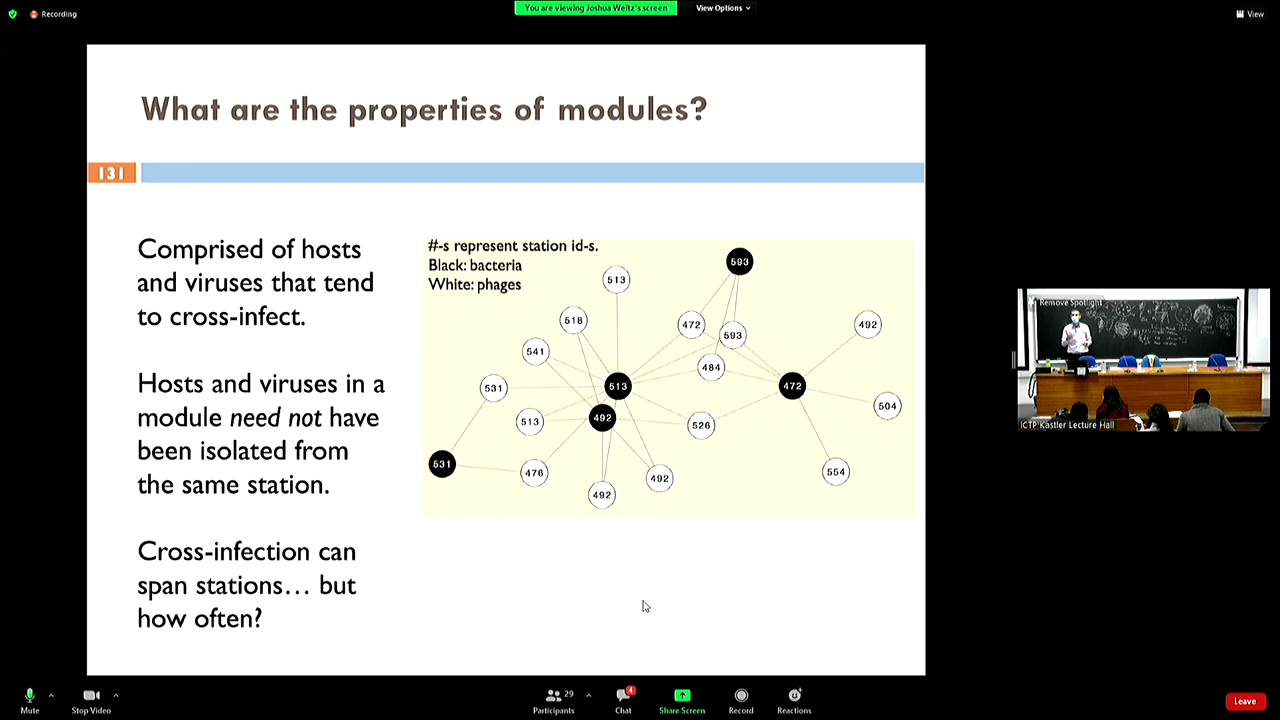 Recording
You are viewing Joshua Weitz's screen
View Options
View
What are the properties of modules?
131
Comprised of hosts
and viruses that tend
to cross-infect.
Hosts and viruses in a
module need not have
been isolated from
the same station.
Cross-infection can
span stations… but
how often?
#-s represent station id-s.
Black: bacteria
White: phages
593
513
518
472
593
492
541
484
531
513
472
504
513
492
526
531
476
492
492
554
Remove Spotlight
ICTP Kastler Lecture Hall
Mute
Stop Video
Participants
29
Chat
4
Share Screen
Record
Reactions
Leave